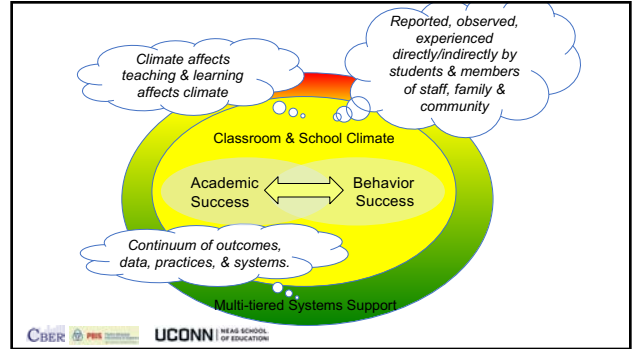 Climate affects
teaching & learning
affects climate
Reported, observed,
experienced
directly/indirectly by
students & members
of staff, family &
community
Classroom & School Climate
Academic
Success
Behavior
Success
Continuum of outcomes,
data, practices, & systems.
Multi-tiered Systems Support
CBER
PBIS
UCONN
NEAG SCHOOL
OF EDUCATION